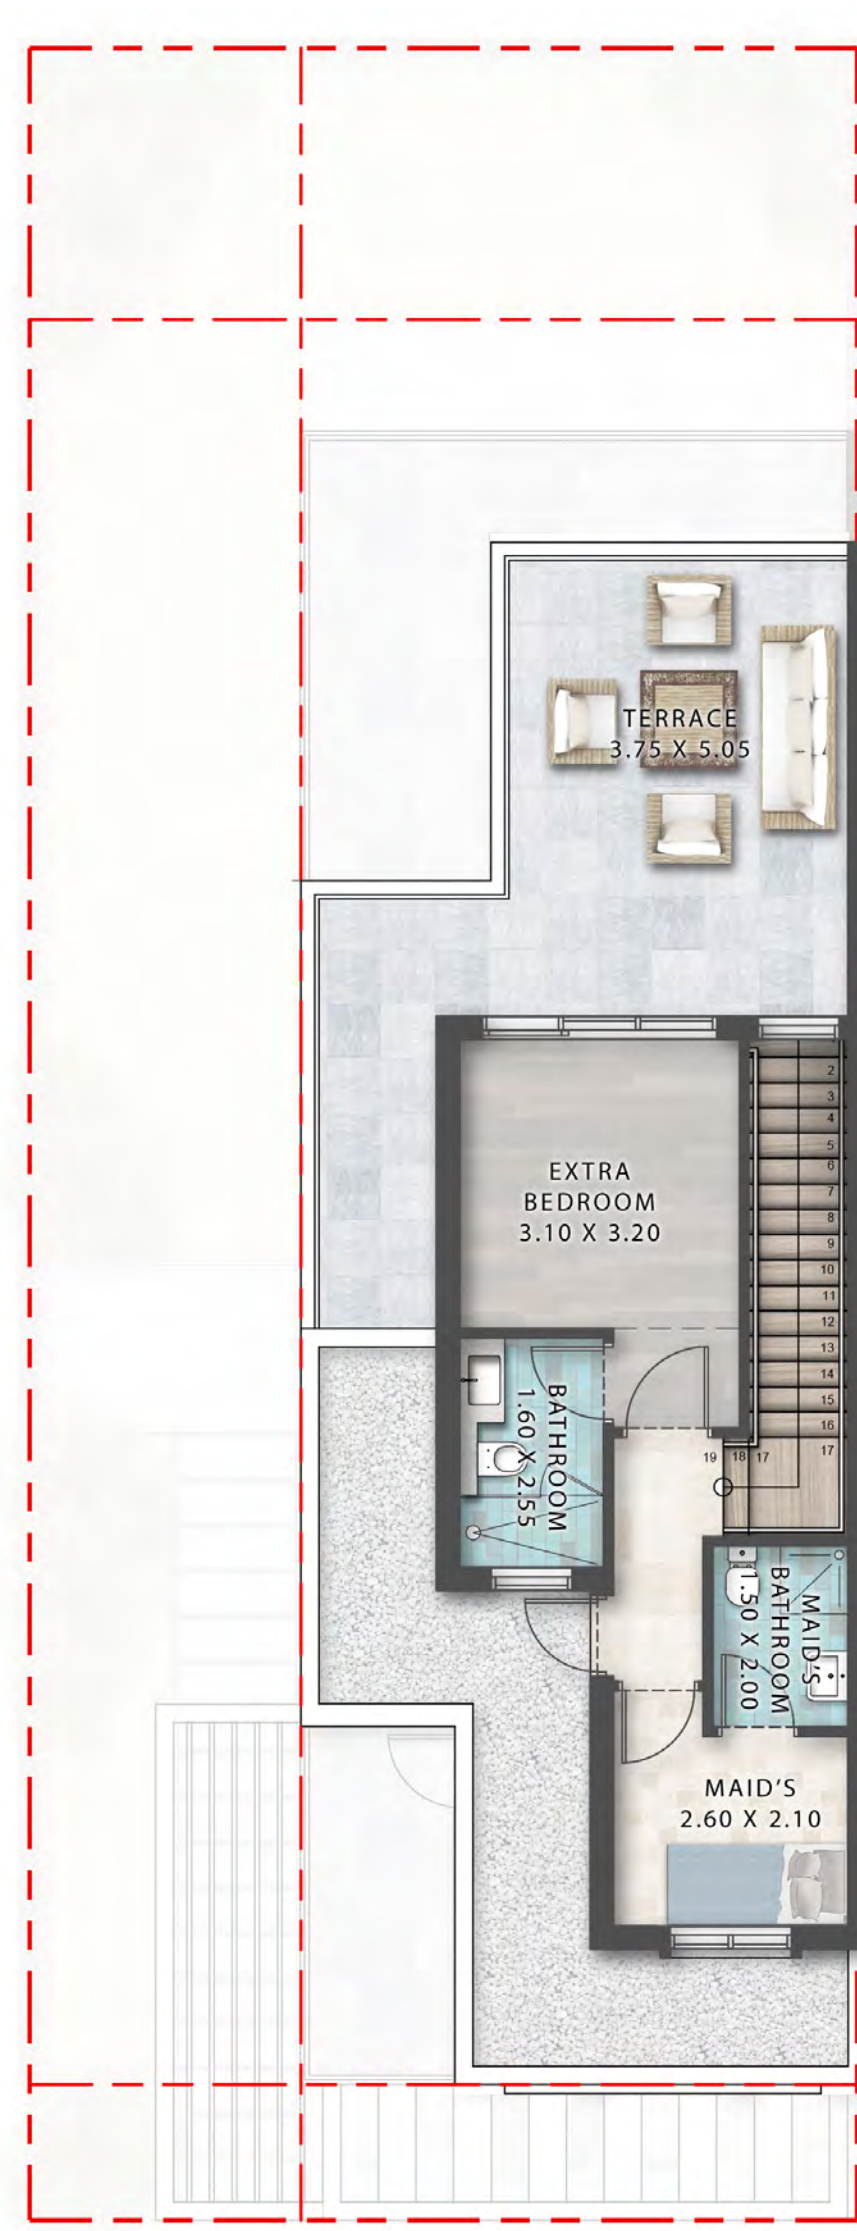 TERRACE
3.75 X 5.05
2
3
4
5
6
7
8
9
10
11
12
13
14
15
16
17
19 18 17
EXTRA
BEDROOM
3.10 X 3.20
BATHROOM
1.60 X 2.55
MAID'S
BATHROOM
1.50 X 2.00
MAID'S
2.60 X 2.10